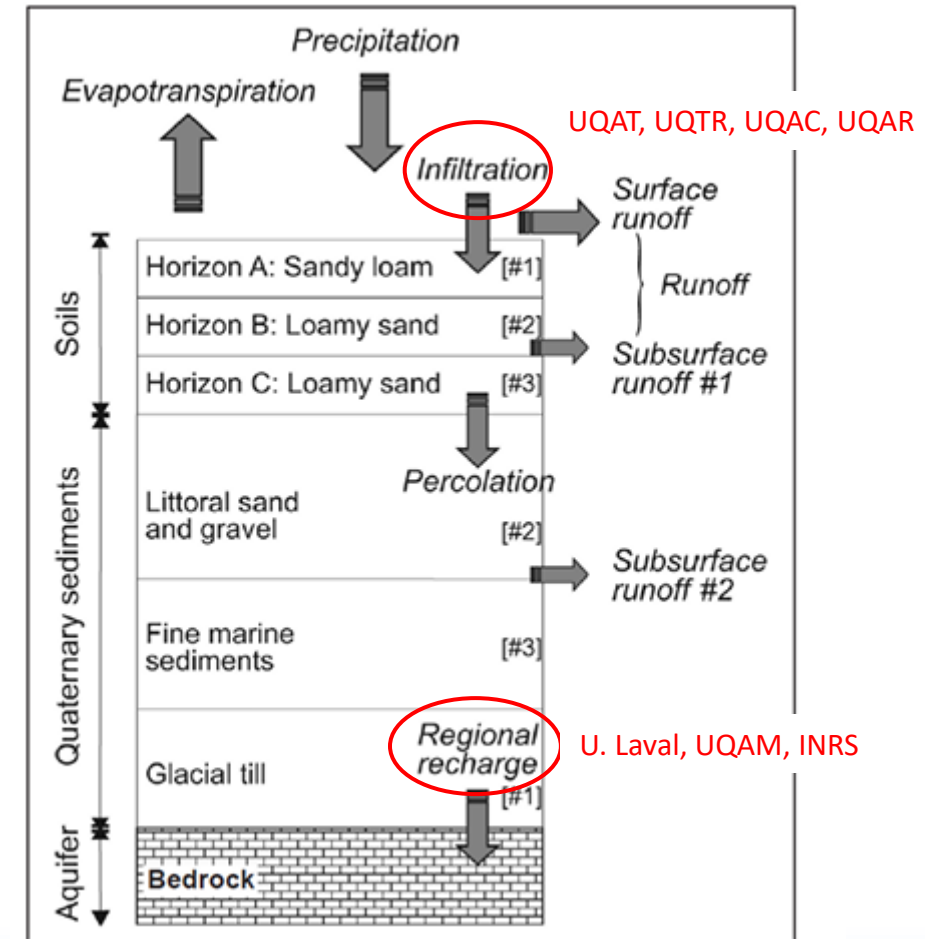 Precipitation
Evapotranspiration
UQAT, UQTR, UQAC, UQAR
Infiltration
Surface
runoff
Runoff
Subsurface
runoff #1
Soils
Horizon A: Sandy loam [#1]
Horizon B: Loamy sand [#2]
Horizon C: Loamy sand [#3]
Percolation
Quaternary sediments
Littoral sand
and gravel
[#2]
Subsurface
runoff #2
Fine marine
sediments
[#3]
Regional
recharge
U. Laval, UQAM, INRS
Glacial till
[#1]
Aquifer
Bedrock